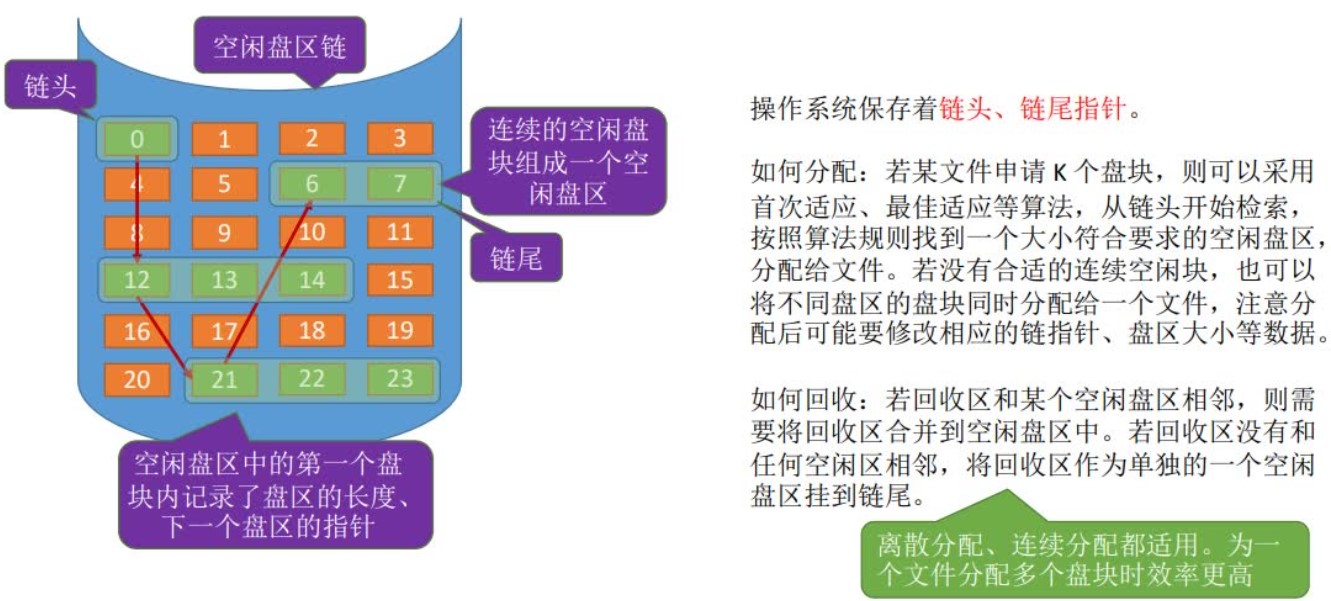 空闲盘区链
链头
0 1 2 3
4 5 6 7
8 9 10 11
12 13 14 15
16 17 18 19
20 21 22 23
连续的空闲盘
块组成一个空
闲盘区
链尾
空闲盘区中的第一个盘
块内记录了盘区的长度、
下一个盘区的指针
操作系统保存着链头、链尾指针。
如何分配：若某文件申请 K 个盘块，则可以采用
首次适应、最佳适应等算法，从链头开始检索，
按照算法规则找到一个大小符合要求的空闲盘区，
分配给文件。若没有合适的连续空闲块，也可以
将不同盘区的盘块同时分配给一个文件，注意分
配后可能要修改相应的链指针、盘区大小等数据。
如何回收：若回收区和某个空闲盘区相邻，则需
要将回收区合并到空闲盘区中。若回收区没有和
任何空闲区相邻，将回收区作为单独的一个空闲
盘区挂到链尾。
离散分配、连续分配都适用。为一
个文件分配多个盘块时效率更高